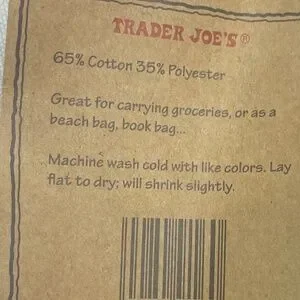 TRADER JOE'S®
65% Cotton 35% Polyester
Great for carrying groceries, or as a
beach bag, book bag...
Machine wash cold with like colors. Lay
flat to dry; will shrink slightly.